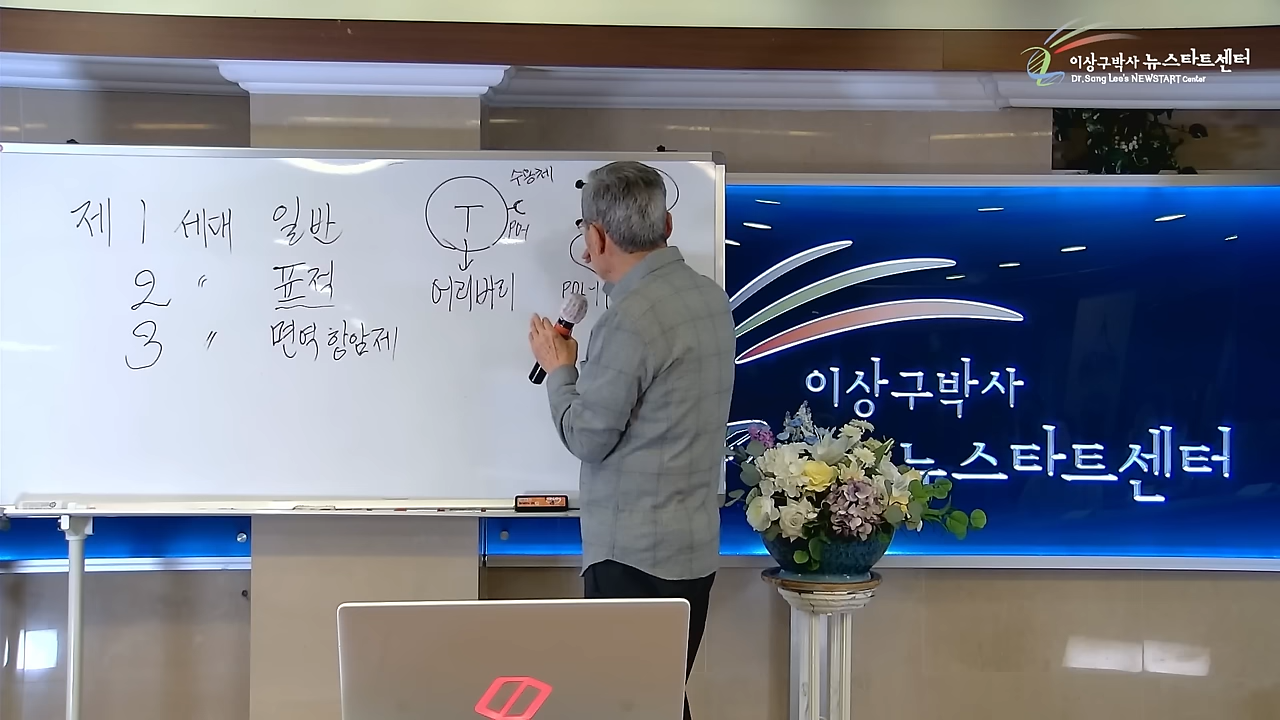 이상구박사 뉴스타트센터
Dr.Sang Lee's NEWSTART Center
제 1 세대 일반
2 〃 표적
3 〃 면역항암제
T
수용체
PD1
어리버리
이상구박사
뉴스타트센터